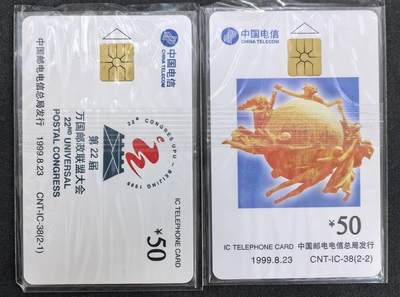 中国电信
CHINA TELECOM
第22届
万国邮政联盟大会
22ND UNIVERSAL
POSTAL CONGRESS
22e CONGRES UPU - BEIJING 1999
IC TELEPHONE CARD
¥50
中国邮电电信总局发行
1999.8.23 CNT-IC-38(2-1)
中国电信
CHINA TELECOM
¥50
IC TELEPHONE CARD 中国邮电电信总局发行
1999.8.23 CNT-IC-38(2-2)